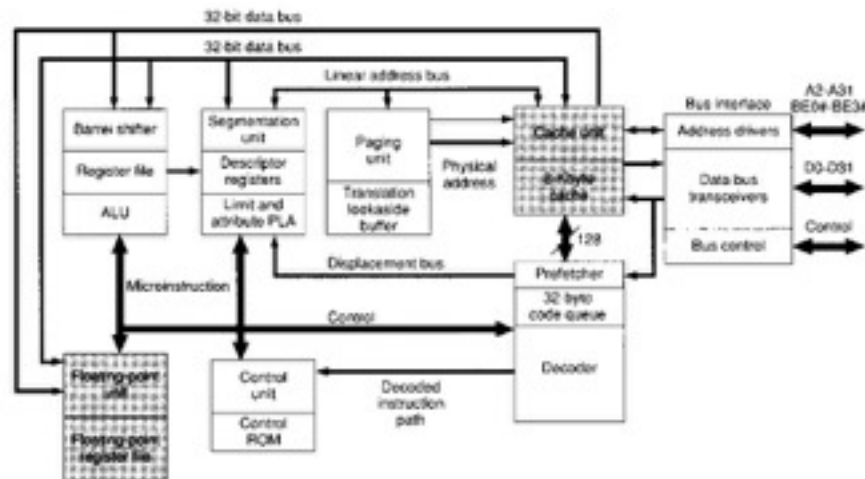 32-bit data bus
32-bit data bus
Linear address bus
A2-A31
BE0#-BE3#
Bus interface
Barrel shifter
Register file
ALU
Segmentation
unit
Descriptor
registers
Limit and
attribute PLA
Paging
unit
Translation
lookaside
buffer
Physical
address
Cache unit
8-Kbyte
cache
Address drivers
Data bus
transceivers
Bus control
D0-D31
Control
128
Displacement bus
Prefetcher
32-byte
code queue
Decoder
Microinstruction
Control
Floating-point
unit
Floating-point
register file
Control
unit
Control
ROM
Decoded
instruction
path